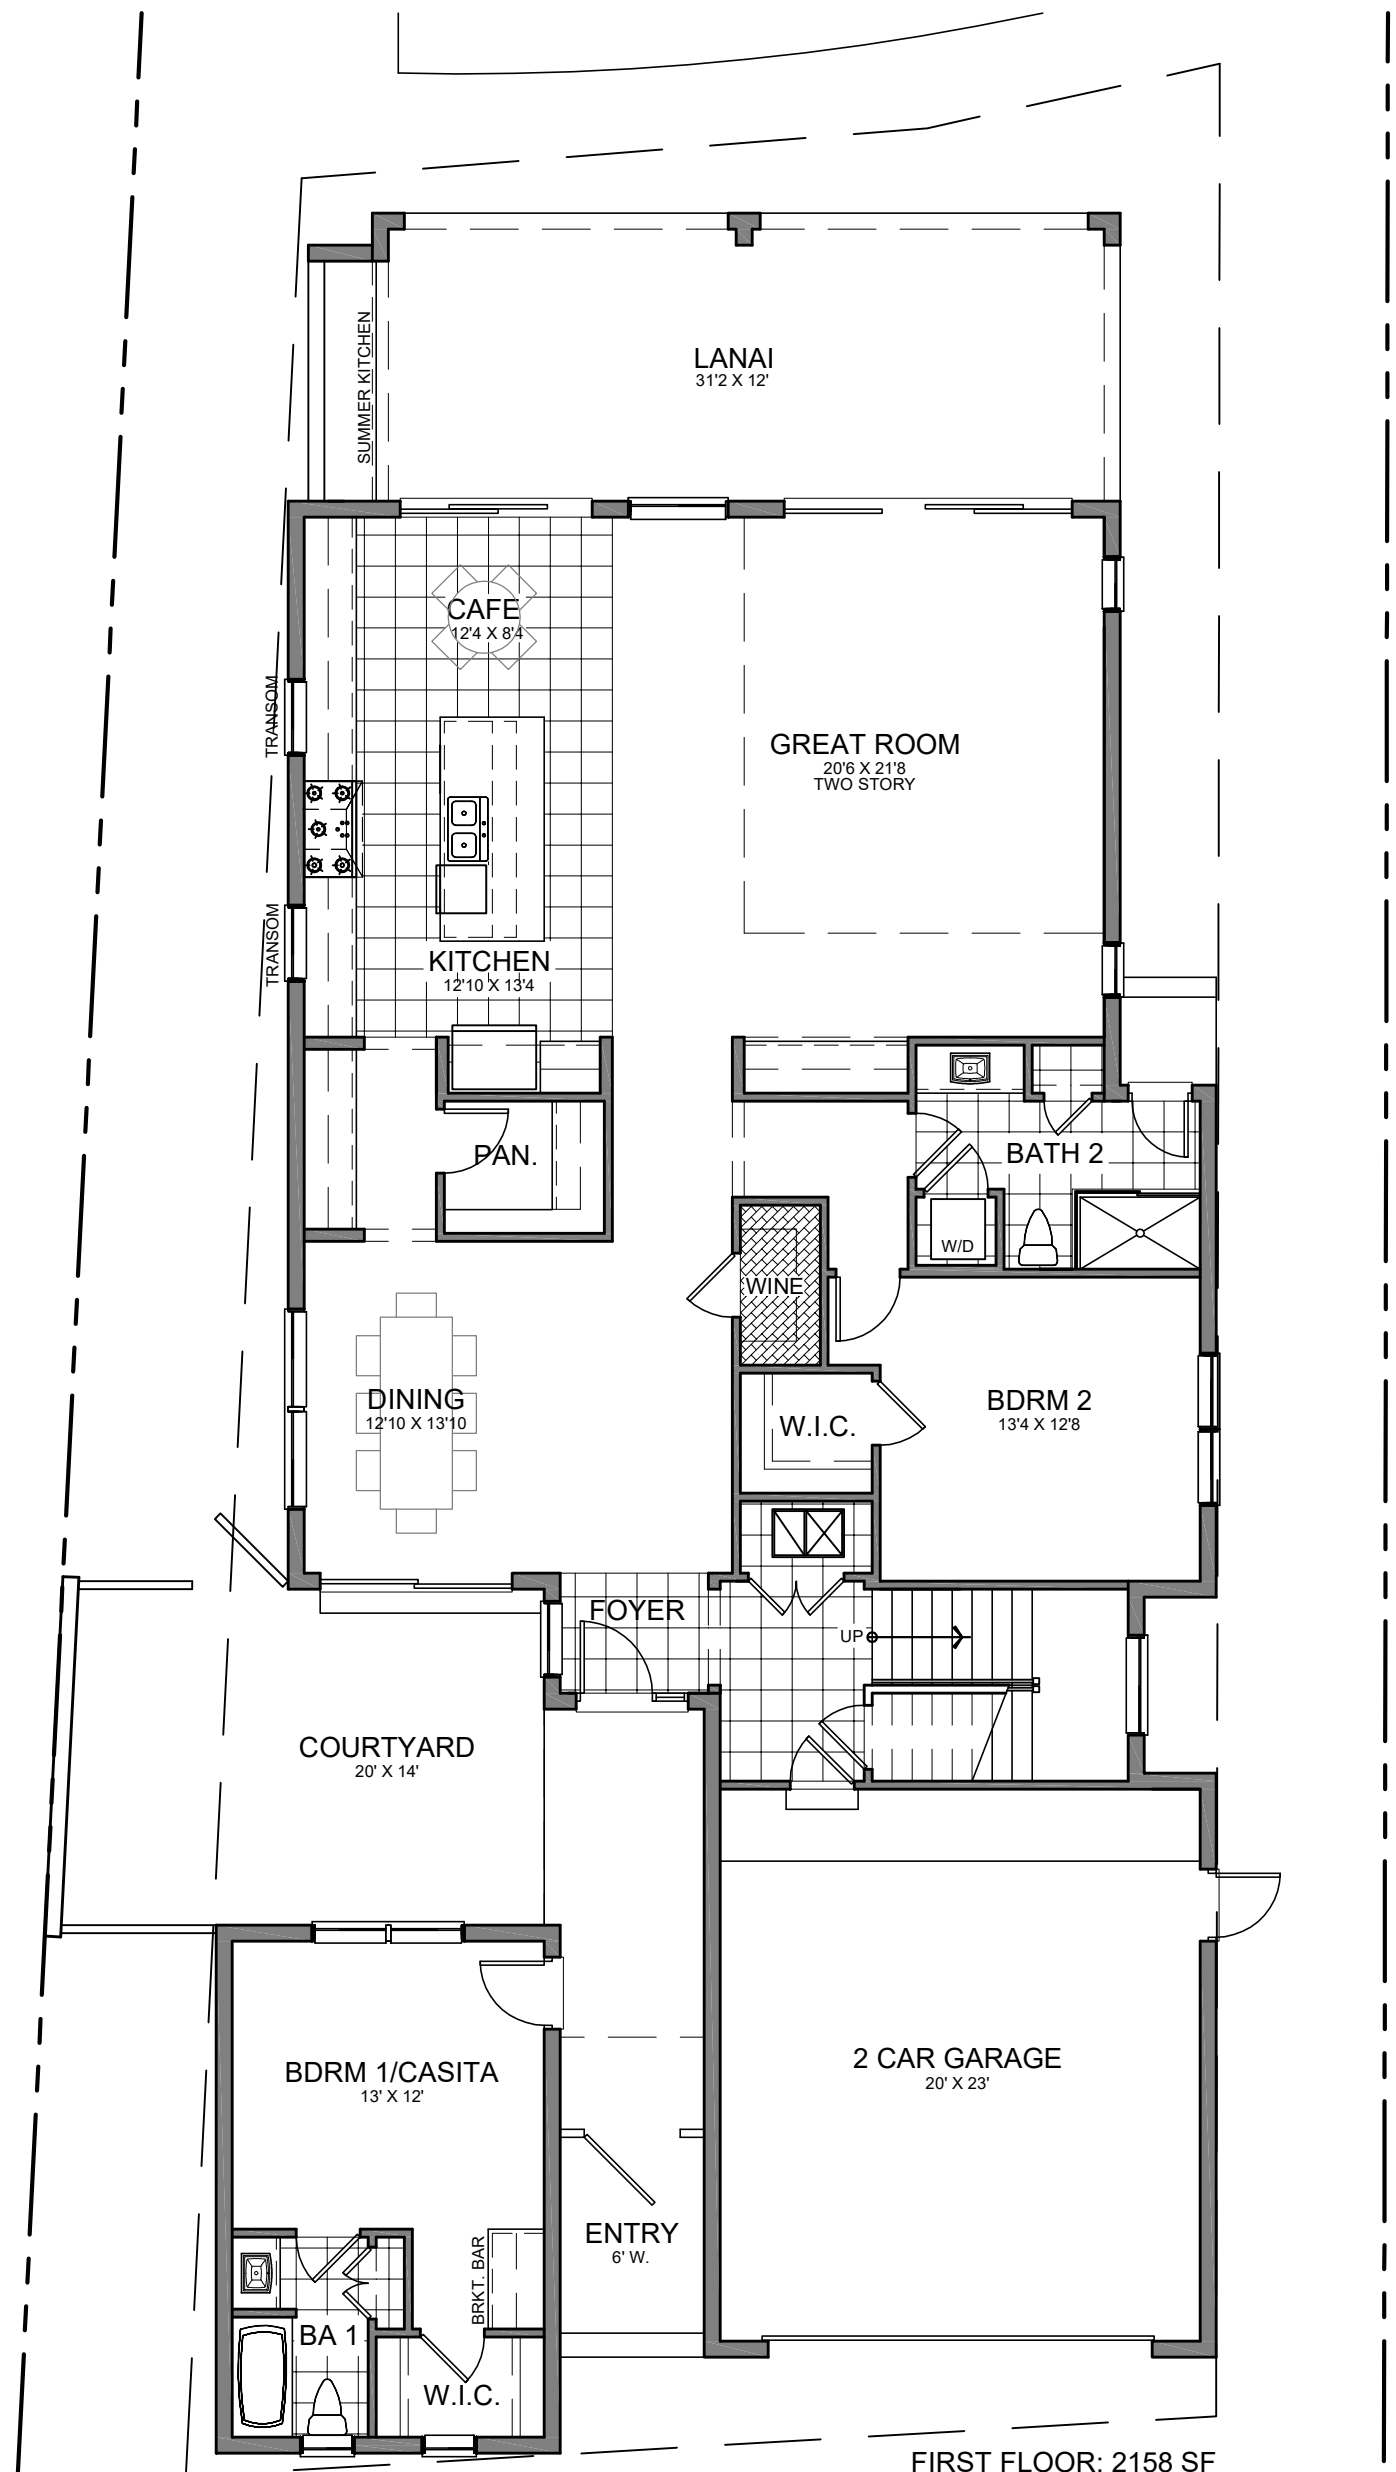 LANAI
31'2 X 12'
SUMMER KITCHEN
CAFE
12'4 X 8'4
TRANSOM
GREAT ROOM
20'6 X 21'8
TWO STORY
TRANSOM
KITCHEN
12'10 X 13'4
PAN.
BATH 2
W/D
WINE
DINING
12'10 X 13'10
W.I.C.
BDRM 2
13'4 X 12'8
FOYER
UP
COURTYARD
20' X 14'
BDRM 1/CASITA
13' X 12'
2 CAR GARAGE
20' X 23'
ENTRY
6' W.
BRKT. BAR
BA 1
W.I.C.
FIRST FLOOR: 2158 SF